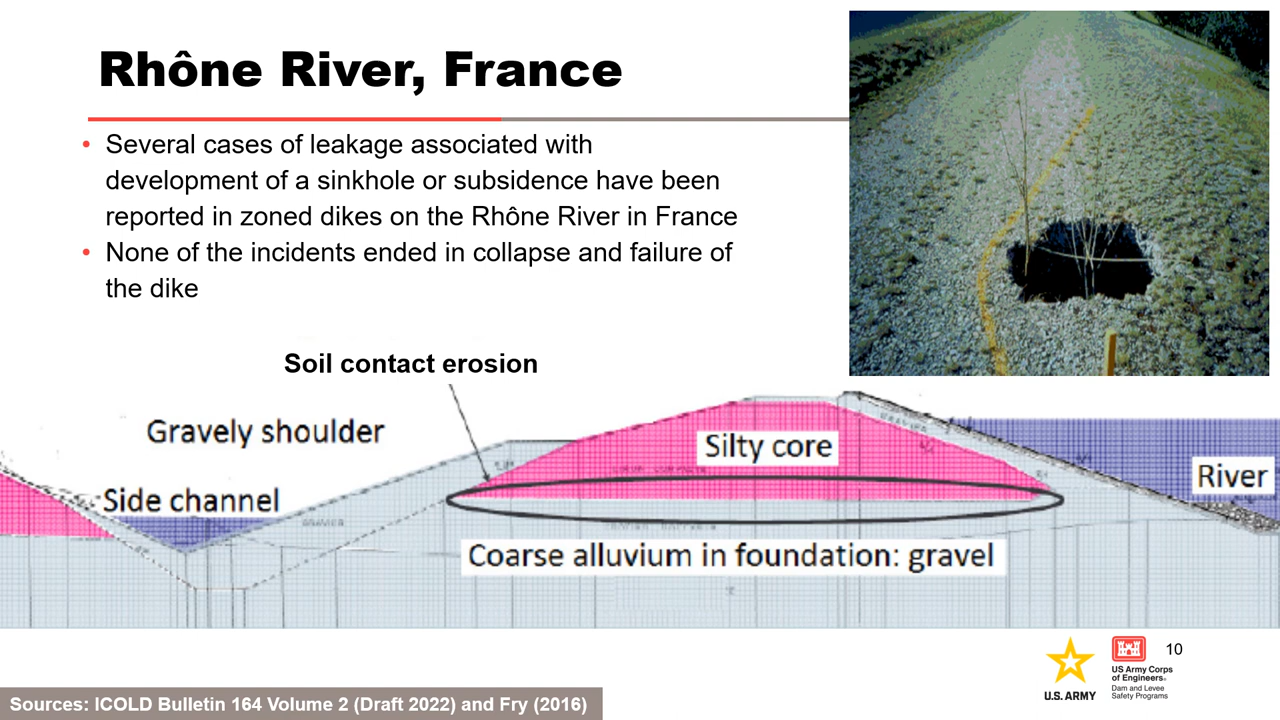 Rhône River, France
• Several cases of leakage associated with
development of a sinkhole or subsidence have been
reported in zoned dikes on the Rhône River in France
• None of the incidents ended in collapse and failure of
the dike
Soil contact erosion
Gravely shoulder
Silty core
River
Side channel
Coarse alluvium in foundation: gravel
10
U.S. ARMY
US Army Corps
of Engineers®
Dam and Levee
Safety Programs
Sources: ICOLD Bulletin 164 Volume 2 (Draft 2022) and Fry (2016)